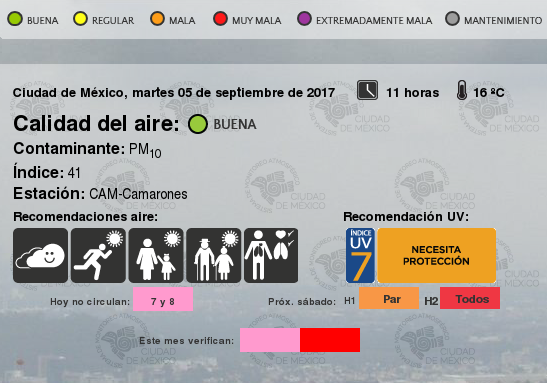 BUENA REGULAR MALA MUY MALA EXTREMADAMENTE MALA MANTENIMIENTO
Ciudad de México, martes 05 de septiembre de 2017 11 horas 16 ºC
Calidad del aire: BUENA
Contaminante: PM10
Índice: 41
Estación: CAM-Camarones
Recomendaciones aire: Recomendación UV:
ÍNDICE
UV
7
NECESITA
PROTECCIÓN
Hoy no circulan: 7 y 8 Próx. sábado: H1 Par H2 Todos
Este mes verifican:
CIUDAD
DE MÉXICO